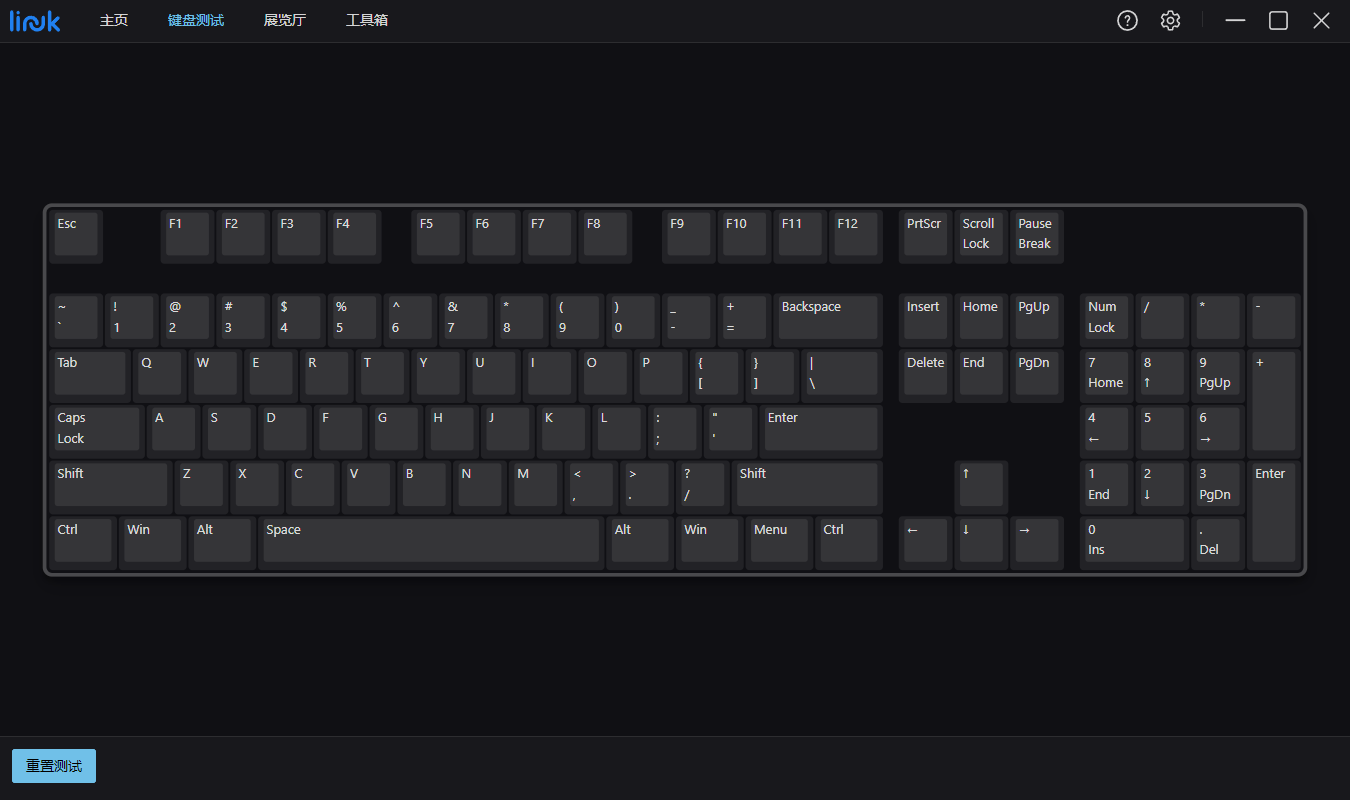 linok
主页 键盘测试 展览厅 工具箱
Esc F1 F2 F3 F4 F5 F6 F7 F8 F9 F10 F11 F12 PrtScr Scroll Pause
Lock Break
~ ! @ # $ % ^ & * ( ) _ + Backspace Insert Home PgUp Num / * -
` 1 2 3 4 5 6 7 8 9 0 - = Lock
Tab Q W E R T Y U I O P { } | Delete End PgDn 7 8 9 +
[ ] \ Home ↑ PgUp
Caps A S D F G H J K L : " Enter 4 5 6
Lock ; ' ← →
Shift Z X C V B N M < > ? Shift ↑ 1 2 3 Enter
, . / End ↓ PgDn
Ctrl Win Alt Space Alt Win Menu Ctrl ← ↓ → 0 .
Ins Del
重置测试